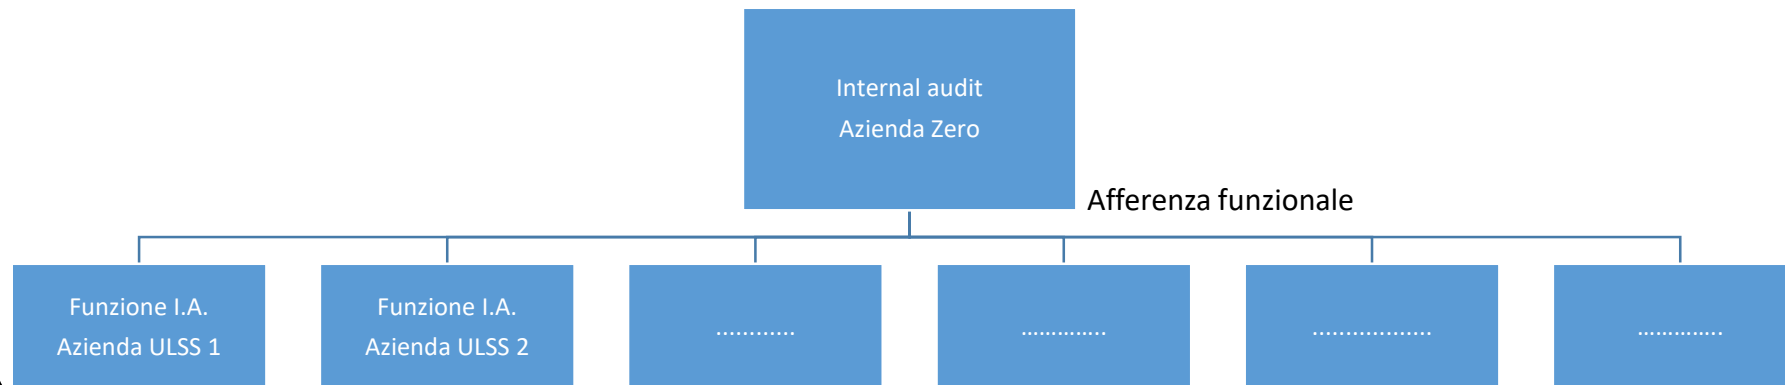 Internal audit
Azienda Zero
Afferenza funzionale
Funzione I.A.
Azienda ULSS 1
Funzione I.A.
Azienda ULSS 2
............
…………..
..................
…………..